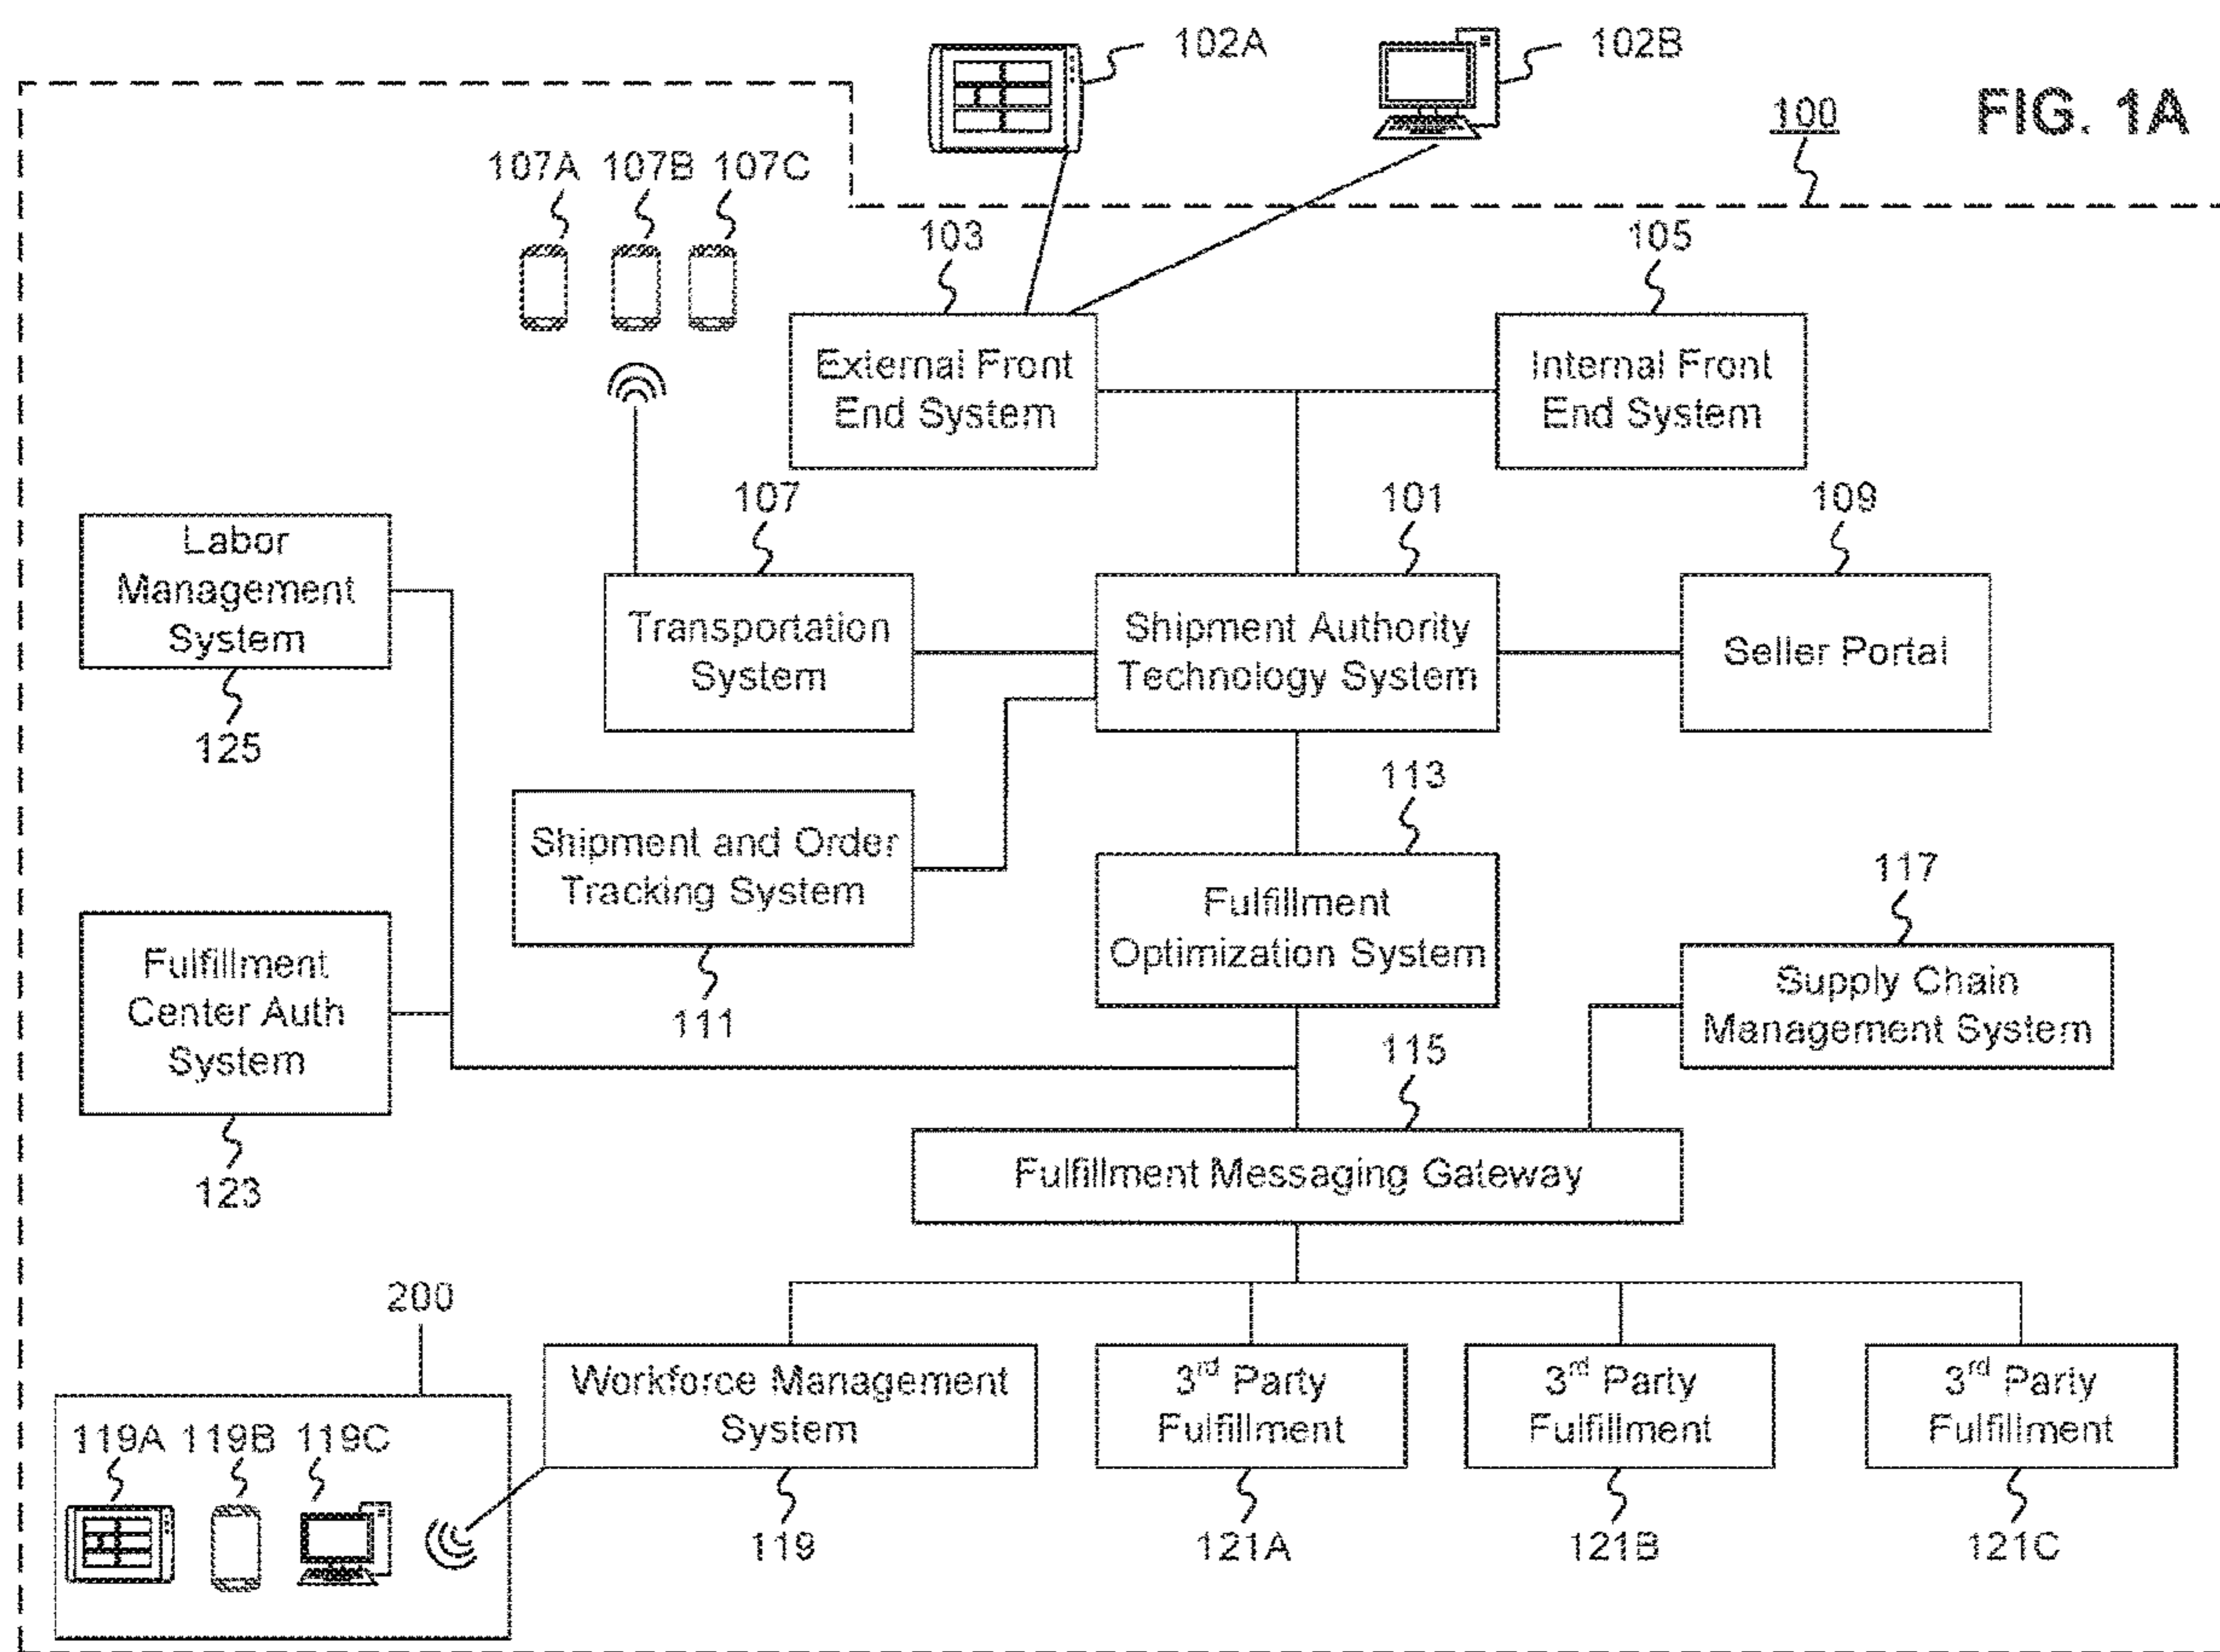 102A
102B
100
FIG. 1A
107A 107B 107C
103
105
External Front
End System
Internal Front
End System
107
101
109
Labor
Management
System
125
Transportation
System
Shipment Authority
Technology System
Seller Portal
113
Shipment and Order
Tracking System
111
Fulfillment
Optimization System
117
Supply Chain
Management System
Fulfillment
Center Auth
System
123
115
Fulfillment Messaging Gateway
200
119A 119B 119C
Workforce Management
System
119
3rd Party
Fulfillment
121A
3rd Party
Fulfillment
121B
3rd Party
Fulfillment
121C